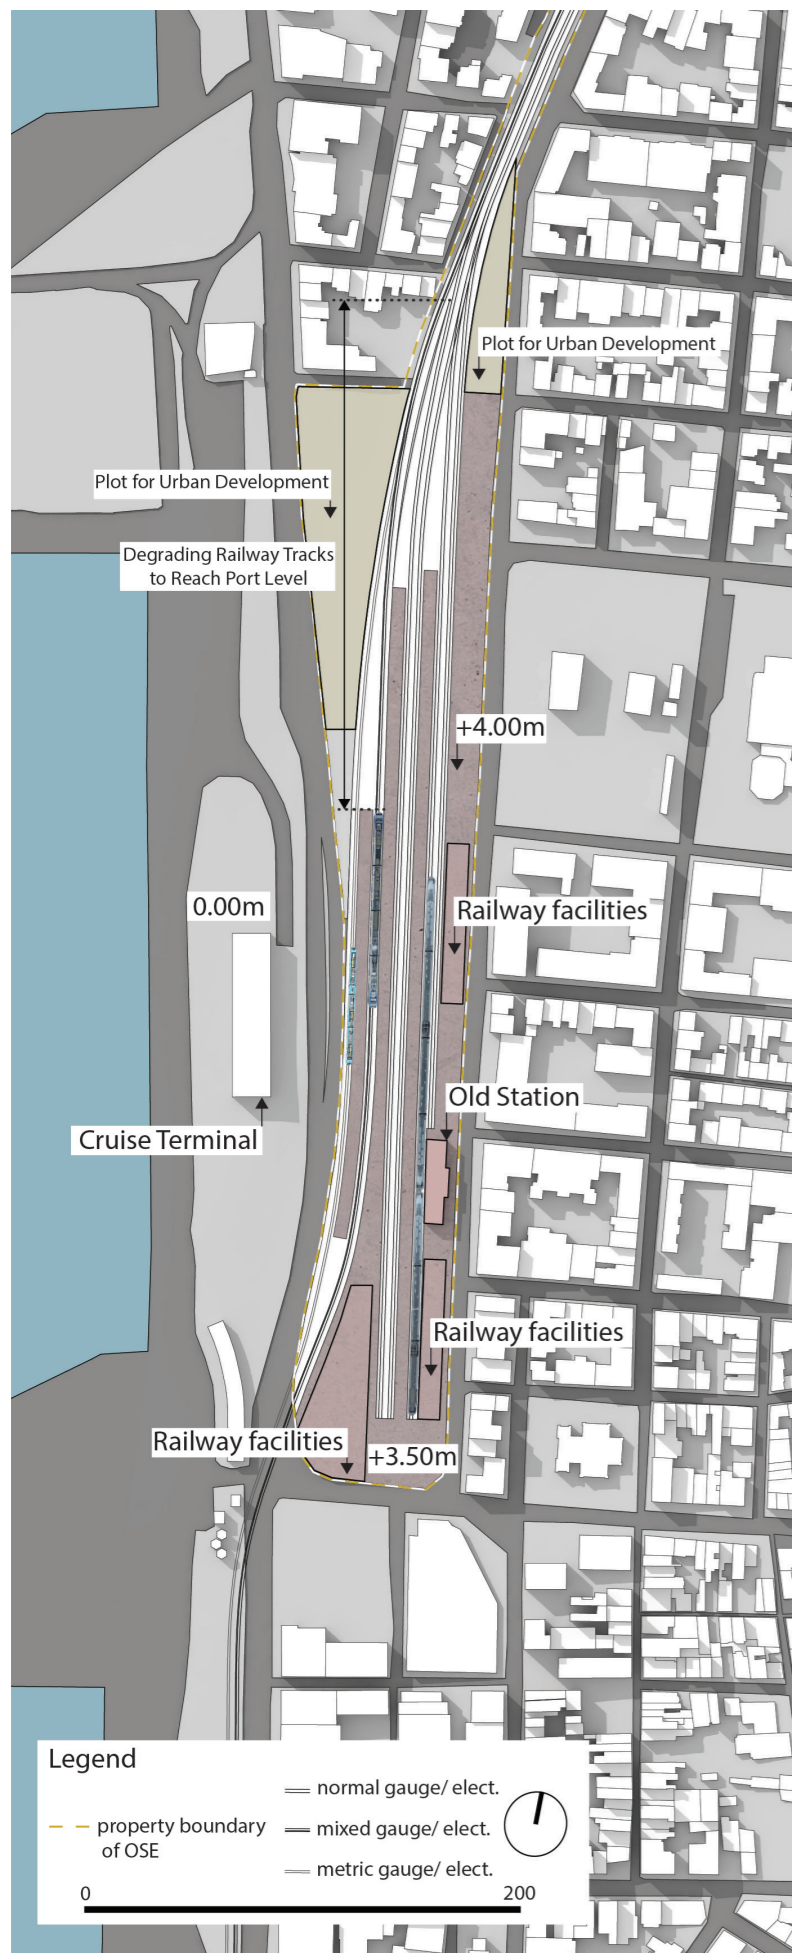 Plot for Urban Development
Plot for Urban Development
Degrading Railway Tracks
to Reach Port Level
+4.00m
0.00m
Railway facilities
Old Station
Cruise Terminal
Railway facilities
Railway facilities
+3.50m
Legend
property boundary
of OSE
normal gauge/ elect.
mixed gauge/ elect.
metric gauge/ elect.
0
200